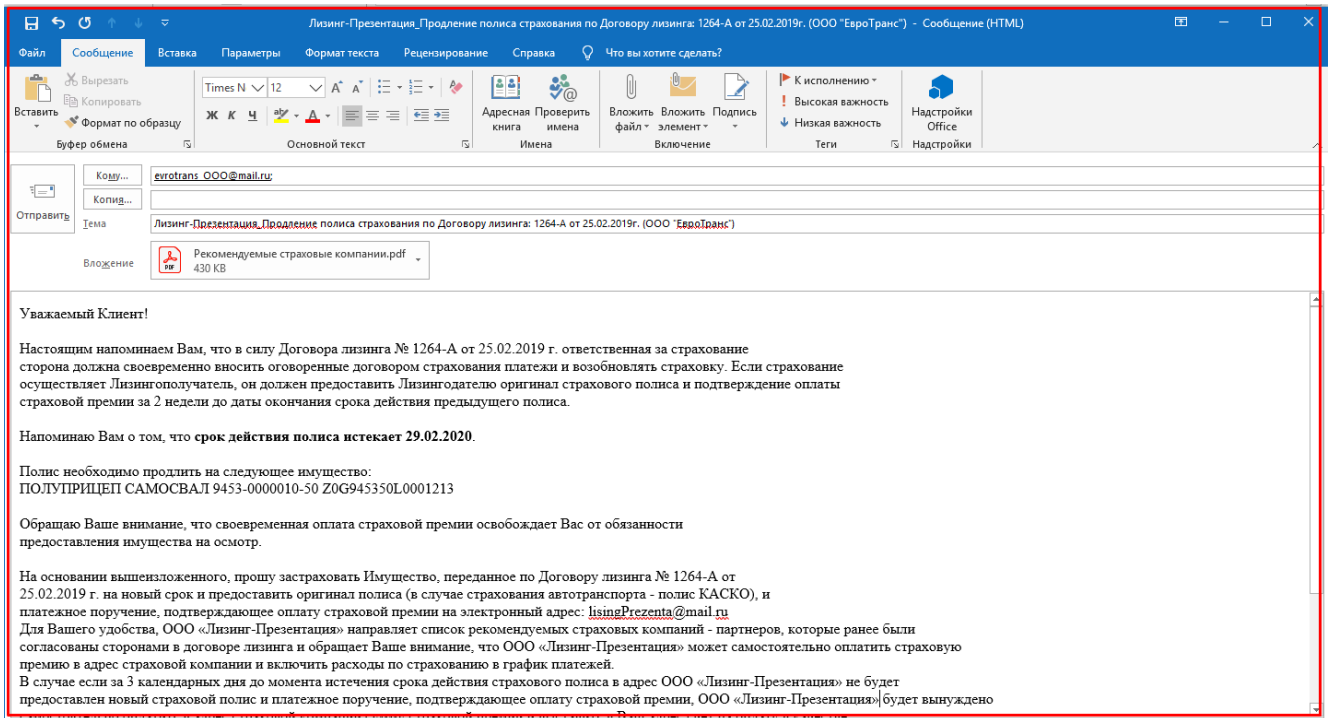 Лизинг-Презентация_Продление полиса страхования по Договору лизинга: 1264-А от 25.02.2019г. (ООО "ЕвроТранс") - Сообщение (HTML)
Файл Сообщение Вставка Параметры Формат текста Рецензирование Справка Что вы хотите сделать?
Вставить
Вырезать
Копировать
Формат по образцу
Буфер обмена
Times N 12
Ж К Ч
Основной текст
Адресная книга
Проверить имена
Имена
Вложить файл
Вложить элемент
Подпись
Включение
К исполнению
Высокая важность
Низкая важность
Теги
Надстройки Office
Надстройки
Отправить
Кому... evrotrans_OOO@mail.ru;
Копия...
Тема Лизинг-Презентация_Продление полиса страхования по Договору лизинга: 1264-А от 25.02.2019г. (ООО "ЕвроТранс")
Вложение
PDF
Рекомендуемые страховые компании.pdf
430 KB
Уважаемый Клиент!
Настоящим напоминаем Вам, что в силу Договора лизинга № 1264-А от 25.02.2019 г. ответственная за страхование
сторона должна своевременно вносить оговоренные договором страхования платежи и возобновлять страховку. Если страхование
осуществляет Лизингополучатель, он должен предоставить Лизингодателю оригинал страхового полиса и подтверждение оплаты
страховой премии за 2 недели до даты окончания срока действия предыдущего полиса.
Напоминаю Вам о том, что срок действия полиса истекает 29.02.2020.
Полис необходимо продлить на следующее имущество:
ПОЛУПРИЦЕП САМОСВАЛ 9453-0000010-50 Z0G945350L0001213
Обращаю Ваше внимание, что своевременная оплата страховой премии освобождает Вас от обязанности
предоставления имущества на осмотр.
На основании вышеизложенного, прошу застраховать Имущество, переданное по Договору лизинга № 1264-А от
25.02.2019 г. на новый срок и предоставить оригинал полиса (в случае страхования автотранспорта - полис КАСКО), и
платежное поручение, подтверждающее оплату страховой премии на электронный адрес: lisingPrezenta@mail.ru
Для Вашего удобства, ООО «Лизинг-Презентация» направляет список рекомендуемых страховых компаний - партнеров, которые ранее были
согласованы сторонами в договоре лизинга и обращает Ваше внимание, что ООО «Лизинг-Презентация» может самостоятельно оплатить страховую
премию в адрес страховой компании и включить расходы по страхованию в график платежей.
В случае если за 3 календарных дня до момента истечения срока действия страхового полиса в адрес ООО «Лизинг-Презентация» не будет
предоставлен новый страховой полис и платежное поручение, подтверждающее оплату страховой премии, ООО «Лизинг-Презентация» будет вынуждено